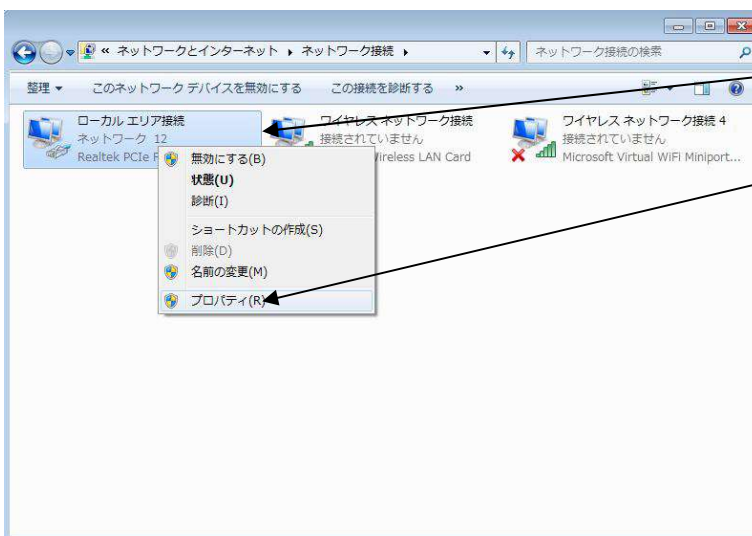 « ネットワークとインターネット ▸ ネットワーク接続 ▸
ネットワーク接続の検索
整理 ▼ このネットワーク デバイスを無効にする この接続を診断する »
ローカル エリア接続
ネットワーク 12
Realtek PCIe
ワイヤレス ネットワーク接続
接続されていません
ireless LAN Card
ワイヤレス ネットワーク接続 4
接続されていません
Microsoft Virtual WiFi Miniport...
無効にする(B)
状態(U)
診断(I)
ショートカットの作成(S)
削除(D)
名前の変更(M)
プロパティ(R)